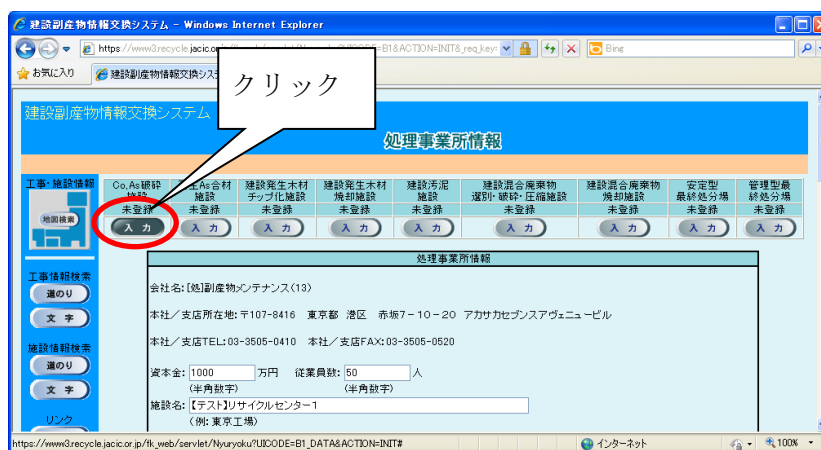 建設副産物情報交換システム - Windows Internet Explorer
https://www3.recycle.jacic.or
?UICODE=B1&ACTION=INIT&_req_key=
Bing
お気に入り
建設副産物情報交換シス
クリック
建設副産物情報交換システム
処理事業所情報
工事・施設情報
地図検索
工事情報検索
道のり
文 字
施設情報検索
道のり
文 字
リンク
Co,As破砕
未登録
入 力
生As合材
施設
未登録
入 力
建設発生木材
チップ化施設
未登録
入 力
建設発生木材
焼却施設
未登録
入 力
建設汚泥
施設
未登録
入 力
建設混合廃棄物
選別・破砕・圧縮施設
未登録
入 力
建設混合廃棄物
焼却施設
未登録
入 力
安定型
最終処分場
未登録
入 力
管理型最
終処分場
未登録
入 力
処理事業所情報
会社名:[処]副産物メンテナンス(13)
本社/支店所在地:〒107-8416 東京都 港区 赤坂7-10-20 アカサカセブンスアヴェニュービル
本社/支店TEL:03-3505-0410 本社/支店FAX:03-3505-0520
資本金: 1000 万円 従業員数: 50 人
(半角数字) (半角数字)
施設名: 【テスト】リサイクルセンター1
(例: 東京工場)
https://www3.recycle.jacic.or.jp/fk_web/servlet/Nyuryoku?UICODE=B1_DATA&ACTION=INIT#
インターネット
100%